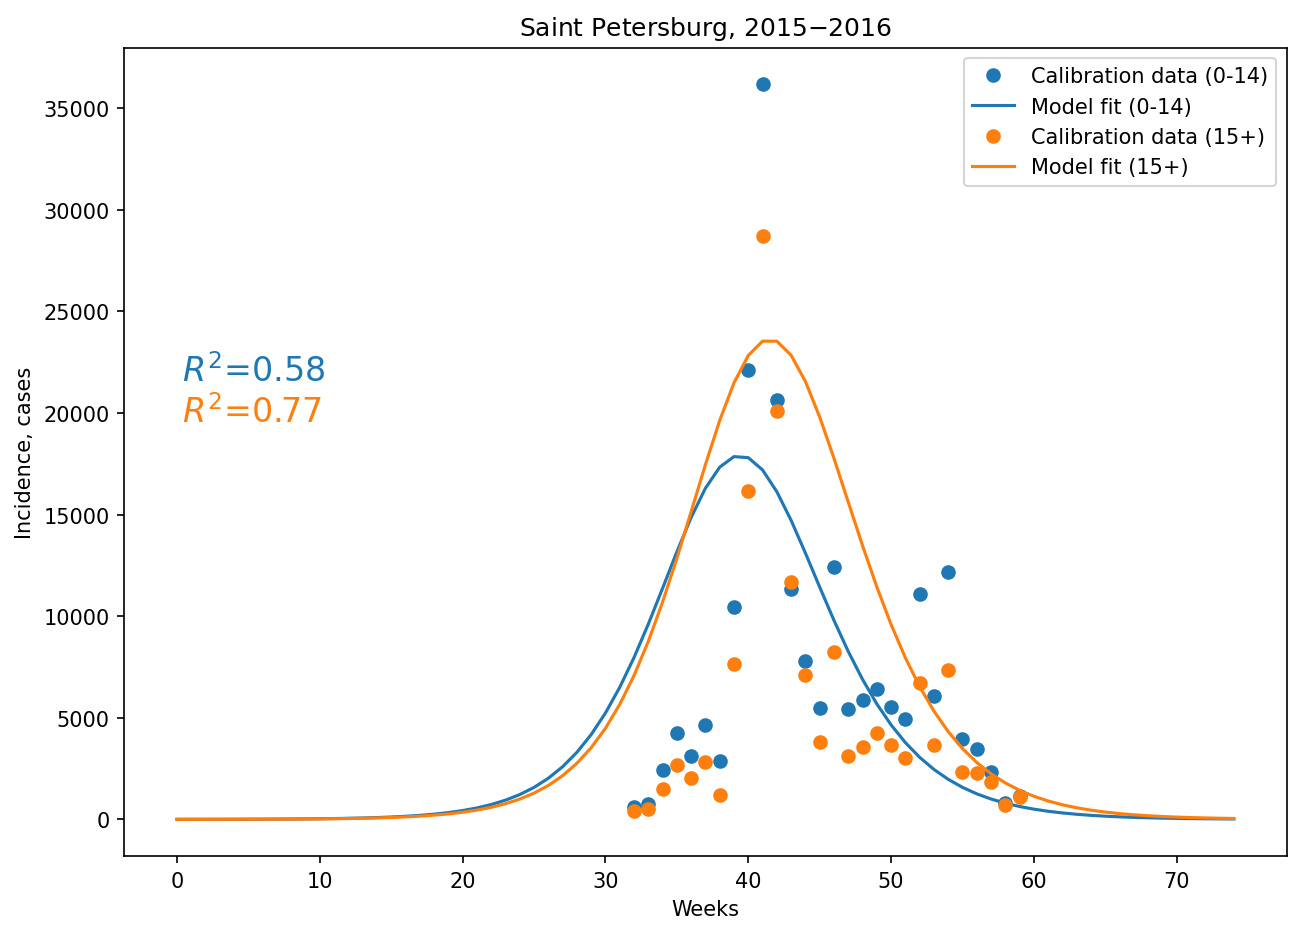 Saint Petersburg, 2015−2016
Calibration data (0-14)
Model fit (0-14)
Calibration data (15+)
Model fit (15+)
R²=0.58
R²=0.77
Incidence, cases
35000
30000
25000
20000
15000
10000
5000
0
0 10 20 30 40 50 60 70
Weeks